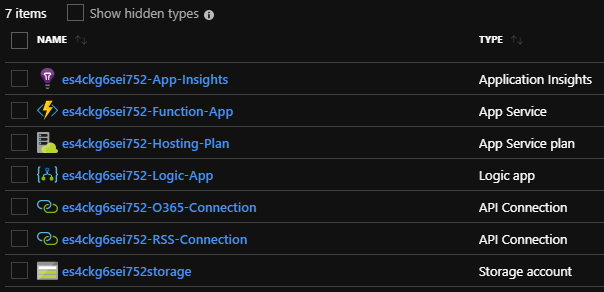 7 items Show hidden types
NAME TYPE
es4ckg6sei752-App-Insights Application Insights
es4ckg6sei752-Function-App App Service
es4ckg6sei752-Hosting-Plan App Service plan
es4ckg6sei752-Logic-App Logic app
es4ckg6sei752-O365-Connection API Connection
es4ckg6sei752-RSS-Connection API Connection
es4ckg6sei752storage Storage account